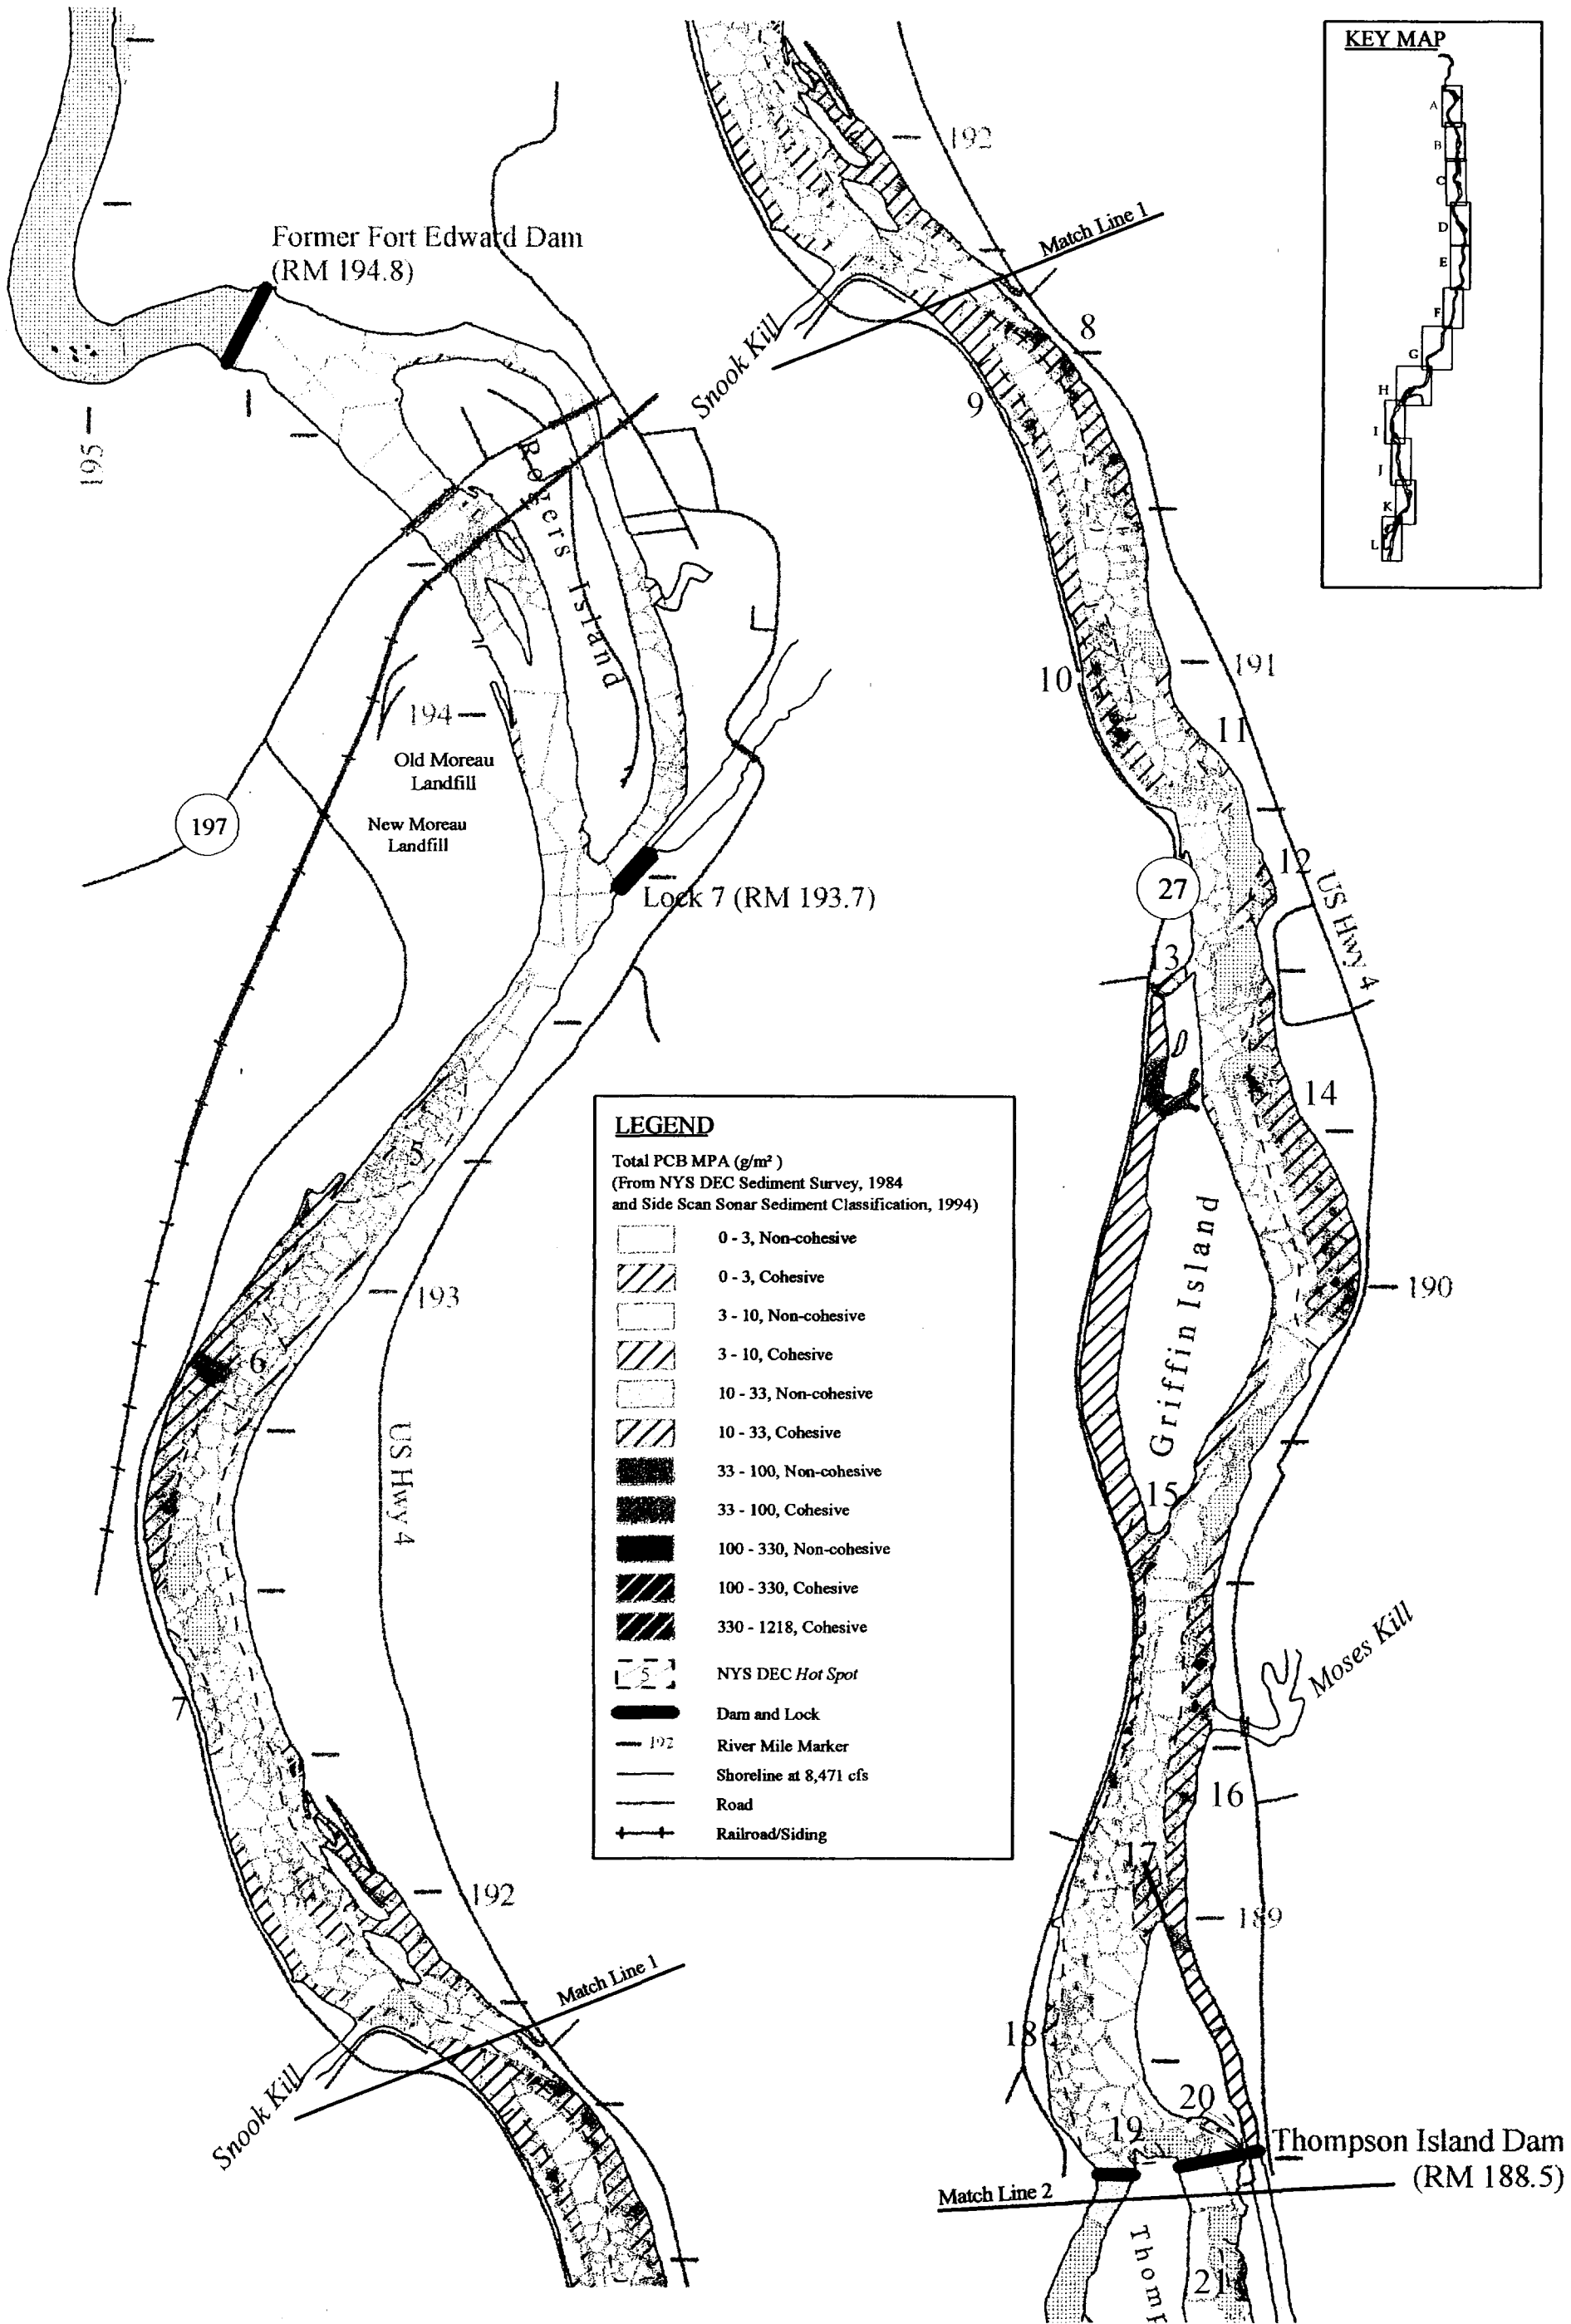 KEY MAP
A
B
C
D
E
F
G
H
I
J
K
L
Former Fort Edward Dam
(RM 194.8)
195
Rogers Island
194
Old Moreau
Landfill
New Moreau
Landfill
197
Lock 7 (RM 193.7)
5
193
6
US Hwy 4
7
192
Match Line 1
Snook Kill
192
Match Line 1
Snook Kill
8
9
10
191
11
12
27
US Hwy 4
13
14
Griffin Island
190
15
Moses Kill
16
17
189
18
20
19
Thompson Island Dam
(RM 188.5)
Match Line 2
Thomp
21
LEGEND
Total PCB MPA (g/m²)
(From NYS DEC Sediment Survey, 1984
and Side Scan Sonar Sediment Classification, 1994)
0 - 3, Non-cohesive
0 - 3, Cohesive
3 - 10, Non-cohesive
3 - 10, Cohesive
10 - 33, Non-cohesive
10 - 33, Cohesive
33 - 100, Non-cohesive
33 - 100, Cohesive
100 - 330, Non-cohesive
100 - 330, Cohesive
330 - 1218, Cohesive
5 NYS DEC Hot Spot
Dam and Lock
192 River Mile Marker
Shoreline at 8,471 cfs
Road
Railroad/Siding